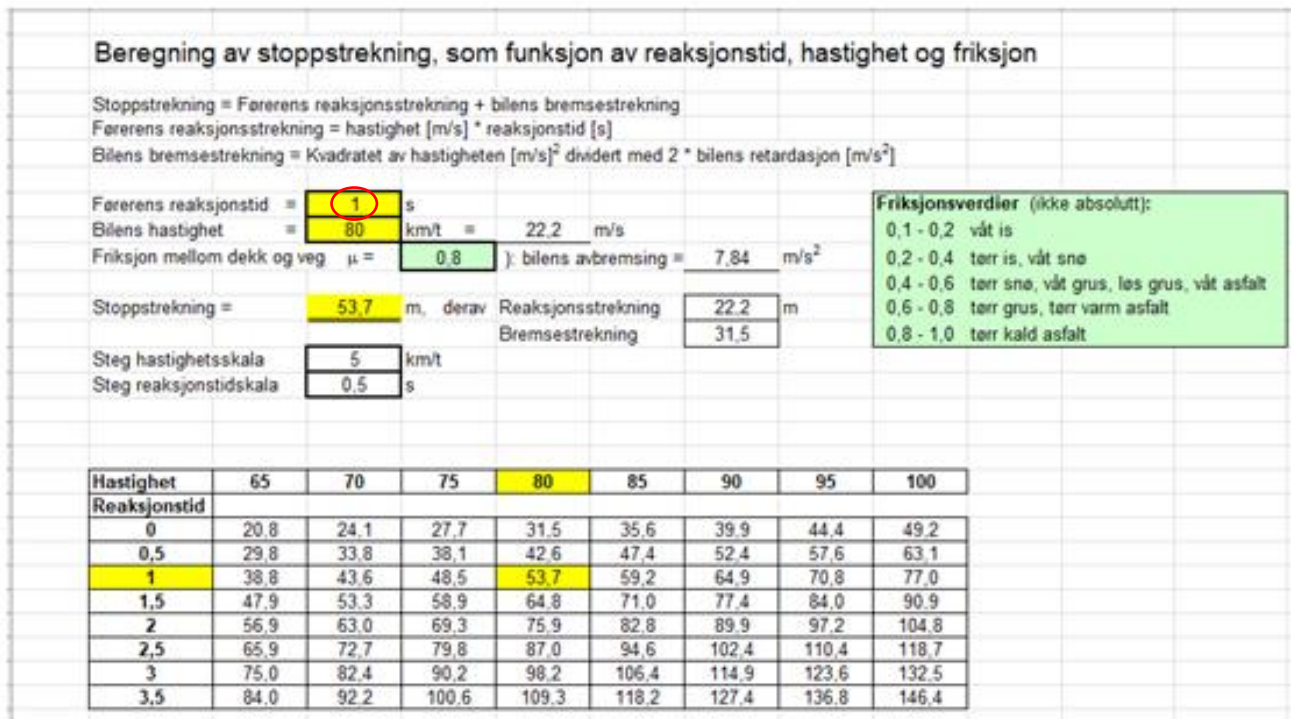 Beregning av stoppstrekning, som funksjon av reaksjonstid, hastighet og friksjon
Stoppstrekning = Førerens reaksjonsstrekning + bilens bremsestrekning
Førerens reaksjonsstrekning = hastighet [m/s] * reaksjonstid [s]
Bilens bremsestrekning = Kvadratet av hastigheten [m/s]² dividert med 2 * bilens retardasjon [m/s²]
Førerens reaksjonstid = 1 s
Bilens hastighet = 80 km/t = 22,2 m/s
Friksjon mellom dekk og veg µ = 0,8 ): bilens avbremsing = 7,84 m/s²
Stoppstrekning = 53,7 m, derav Reaksjonsstrekning 22,2 m
Bremsestrekning 31,5
Steg hastighetsskala 5 km/t
Steg reaksjonstidskala 0,5 s
Friksjonsverdier (ikke absolutt):
0,1 - 0,2 våt is
0,2 - 0,4 tørr is, våt snø
0,4 - 0,6 tørr snø, våt grus, løs grus, våt asfalt
0,6 - 0,8 tørr grus, tørr varm asfalt
0,8 - 1,0 tørr kald asfalt
Hastighet 65 70 75 80 85 90 95 100
Reaksjonstid
0 20,8 24,1 27,7 31,5 35,6 39,9 44,4 49,2
0,5 29,8 33,8 38,1 42,6 47,4 52,4 57,6 63,1
1 38,8 43,6 48,5 53,7 59,2 64,9 70,8 77,0
1,5 47,9 53,3 58,9 64,8 71,0 77,4 84,0 90,9
2 56,9 63,0 69,3 75,9 82,8 89,9 97,2 104,8
2,5 65,9 72,7 79,8 87,0 94,6 102,4 110,4 118,7
3 75,0 82,4 90,2 98,2 106,4 114,9 123,6 132,5
3,5 84,0 92,2 100,6 109,3 118,2 127,4 136,8 146,4